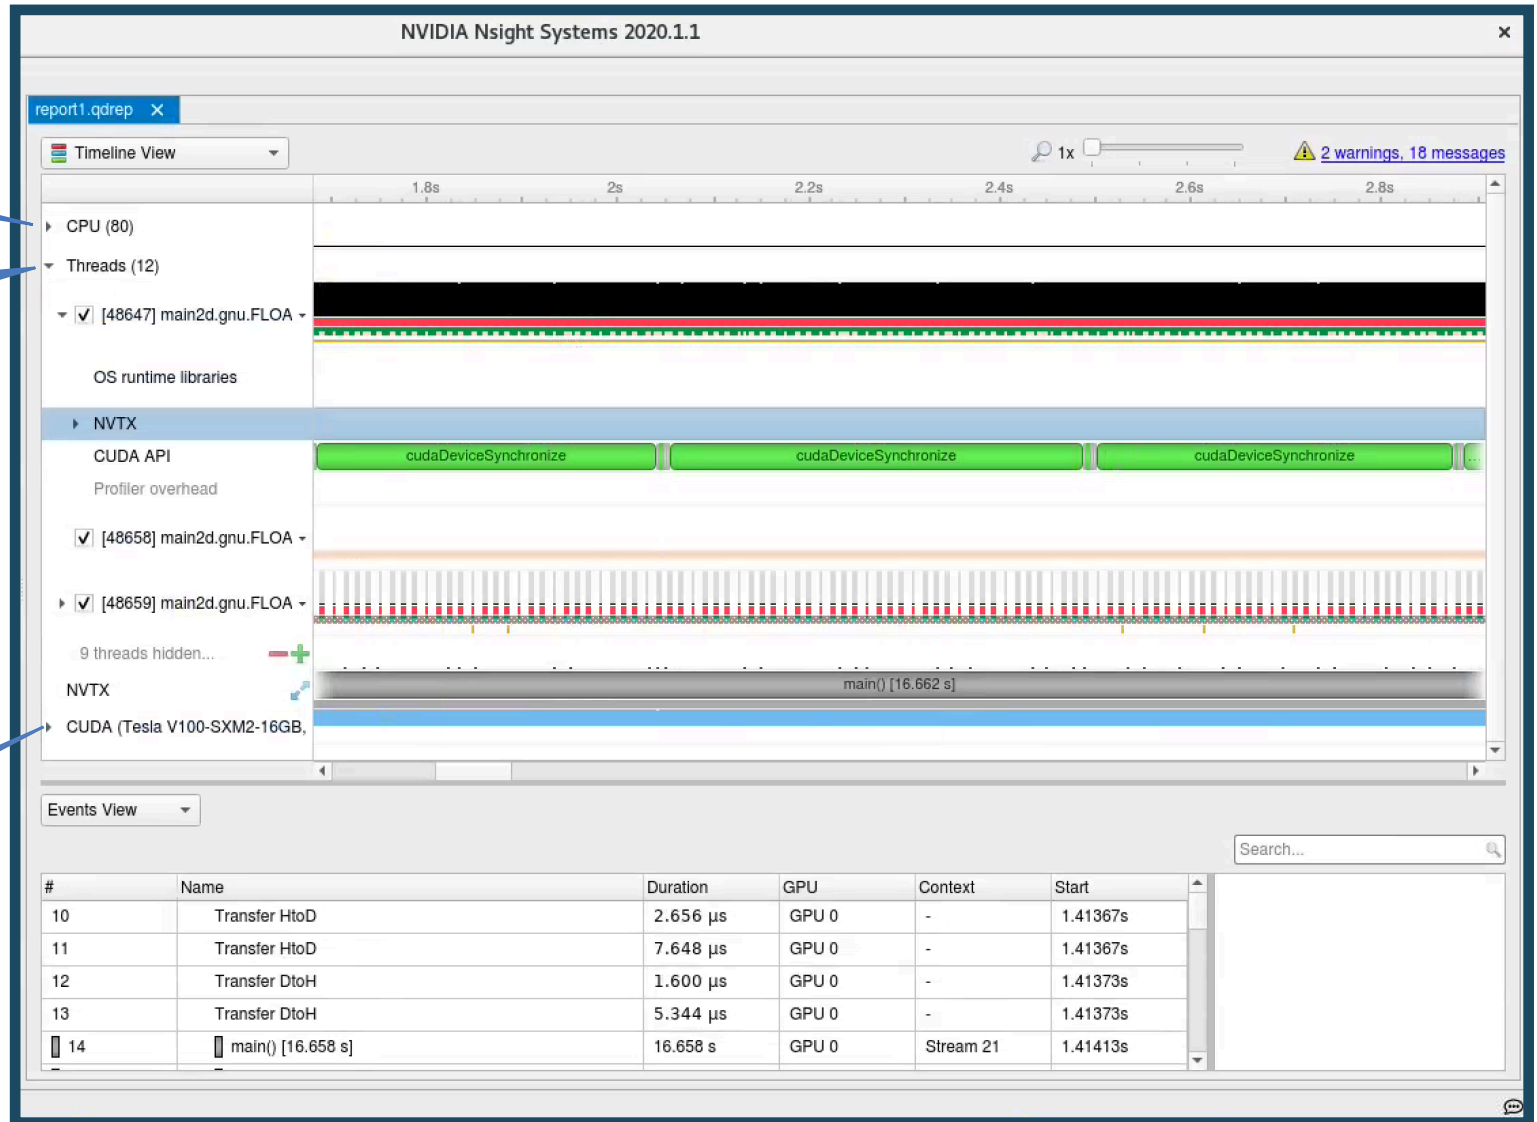 NVIDIA Nsight Systems 2020.1.1
report1.qdrep
Timeline View
1x
2 warnings, 18 messages
1.8s 2s 2.2s 2.4s 2.6s 2.8s
CPU (80)
Threads (12)
[48647] main2d.gnu.FLOA
OS runtime libraries
NVTX
CUDA API
cudaDeviceSynchronize cudaDeviceSynchronize cudaDeviceSynchronize ...
Profiler overhead
[48658] main2d.gnu.FLOA
[48659] main2d.gnu.FLOA
9 threads hidden...
NVTX
main() [16.662 s]
CUDA (Tesla V100-SXM2-16GB,
Events View
Search...
# Name Duration GPU Context Start
10 Transfer HtoD 2.656 µs GPU 0 - 1.41367s
11 Transfer HtoD 7.648 µs GPU 0 - 1.41367s
12 Transfer DtoH 1.600 µs GPU 0 - 1.41373s
13 Transfer DtoH 5.344 µs GPU 0 - 1.41373s
14 main() [16.658 s] 16.658 s GPU 0 Stream 21 1.41413s